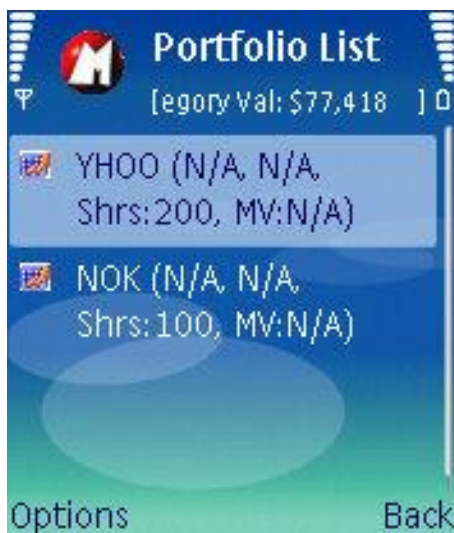 Portfolio List
[egory Val: $77,418 ]
YHOO (N/A, N/A,
Shrs:200, MV:N/A)
NOK (N/A, N/A,
Shrs:100, MV:N/A)
Options Back